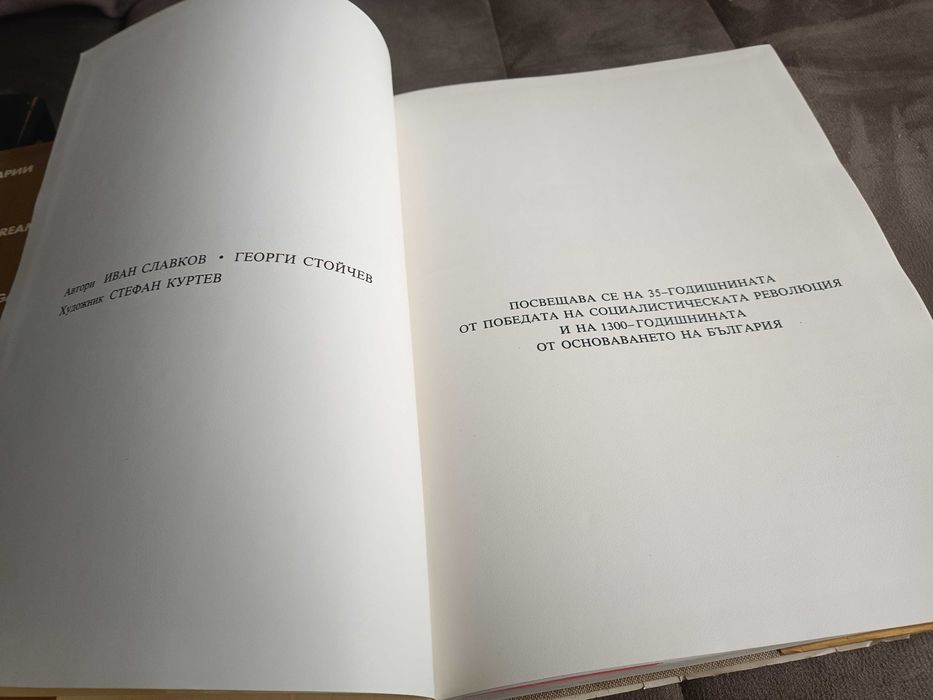 АРИИ
Автори ИВАН СЛАВКОВ • ГЕОРГИ СТОЙЧЕВ
Художник СТЕФАН КУРТЕВ
ПОСВЕЩАВА СЕ НА 35–ГОДИШНИНАТА
ОТ ПОБЕДАТА НА СОЦИАЛИСТИЧЕСКАТА РЕВОЛЮЦИЯ
И НА 1300–ГОДИШНИНАТА
ОТ ОСНОВАВАНЕТО НА БЪЛГАРИЯ